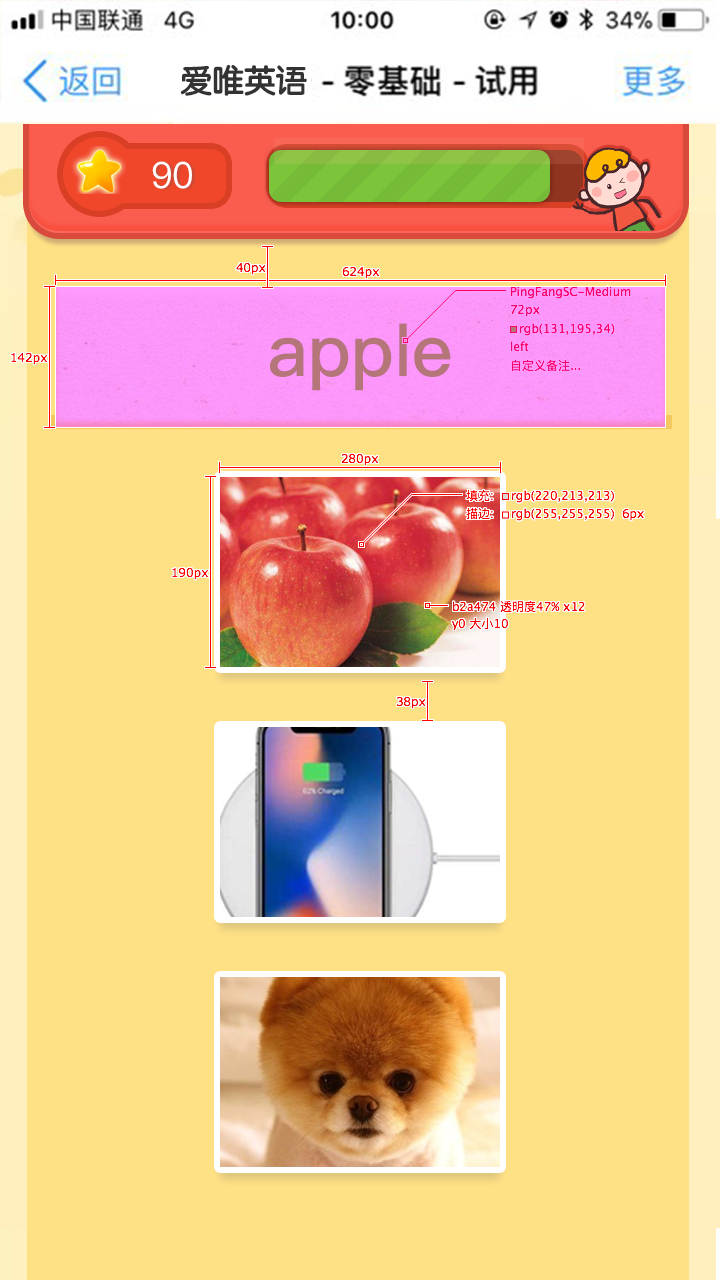 中国联通 4G 10:00 34%
返回 爱唯英语 - 零基础 - 试用 更多
90
40px
624px
PingFangSC-Medium
72px
rgb(131,195,34)
left
自定义备注...
142px
apple
280px
填充: rgb(220,213,213)
描边: rgb(255,255,255) 6px
190px
b2a474 透明度47% x12
y0 大小10
38px
62% Charged